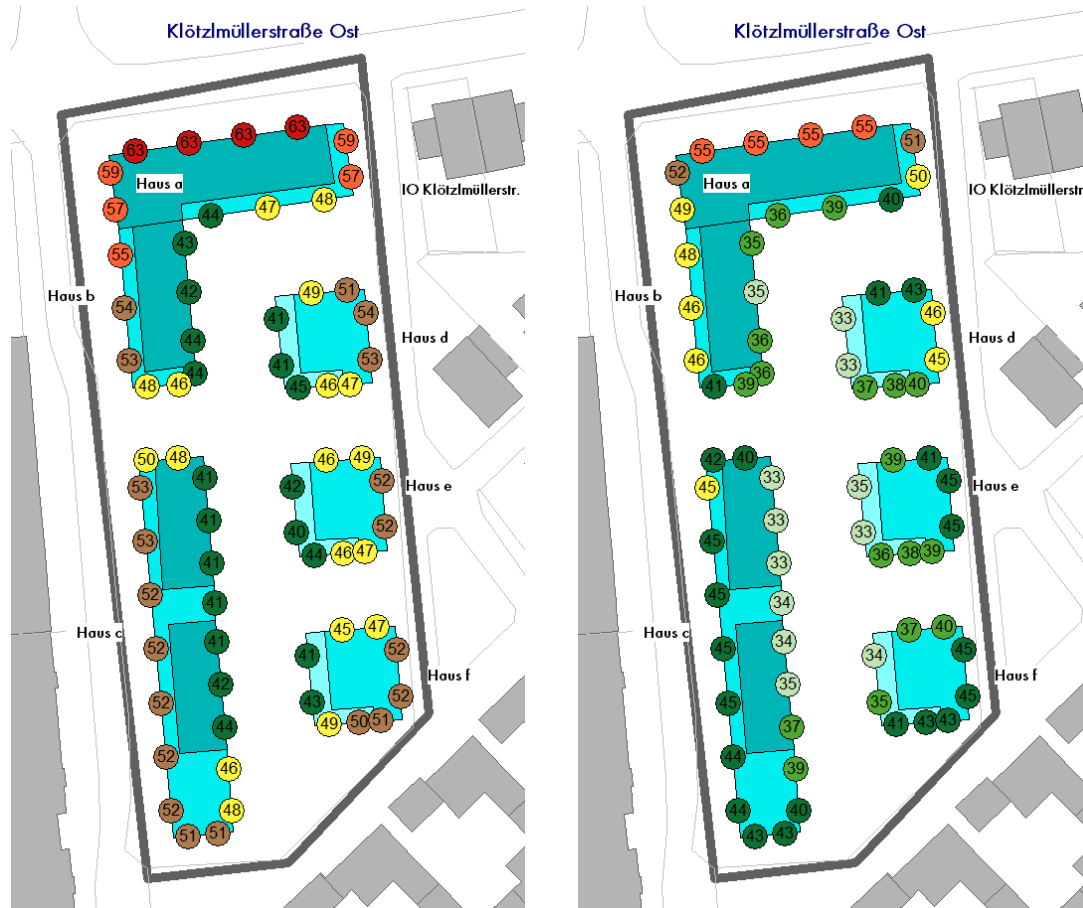 Klötzlmüllerstraße Ost
63 63 63 63
59 59
Haus a
57 57
IO Klötzlmüllerstr.
44 47 48
55 43
Haus b
42
54
44
53 44
48 46
49 51
41 54
Haus d
41 53
45 46 47
50 48
53 41
41
53
41
52 41
Haus c
52 41
52 42
44
52
46
52 48
51 51
46 49
42 52
Haus e
40 52
44 46 47
45 47
41 52
Haus f
43 52
49 50 51
Klötzlmüllerstraße Ost
55 55 55 55
52 51
Haus a
49 50
IO Klötzlmüllerstr
36 39 40
48 35
Haus b
35
46
36
46 36
41 39
41 43
33 46
Haus d
33 45
37 38 40
42 40
45 33
33
45
33
45 34
Haus c
45 34
45 35
37
44
39
44 40
43 43
39 41
35 45
Haus e
33 45
36 38 39
37 40
34 45
Haus f
35 45
41 43 43